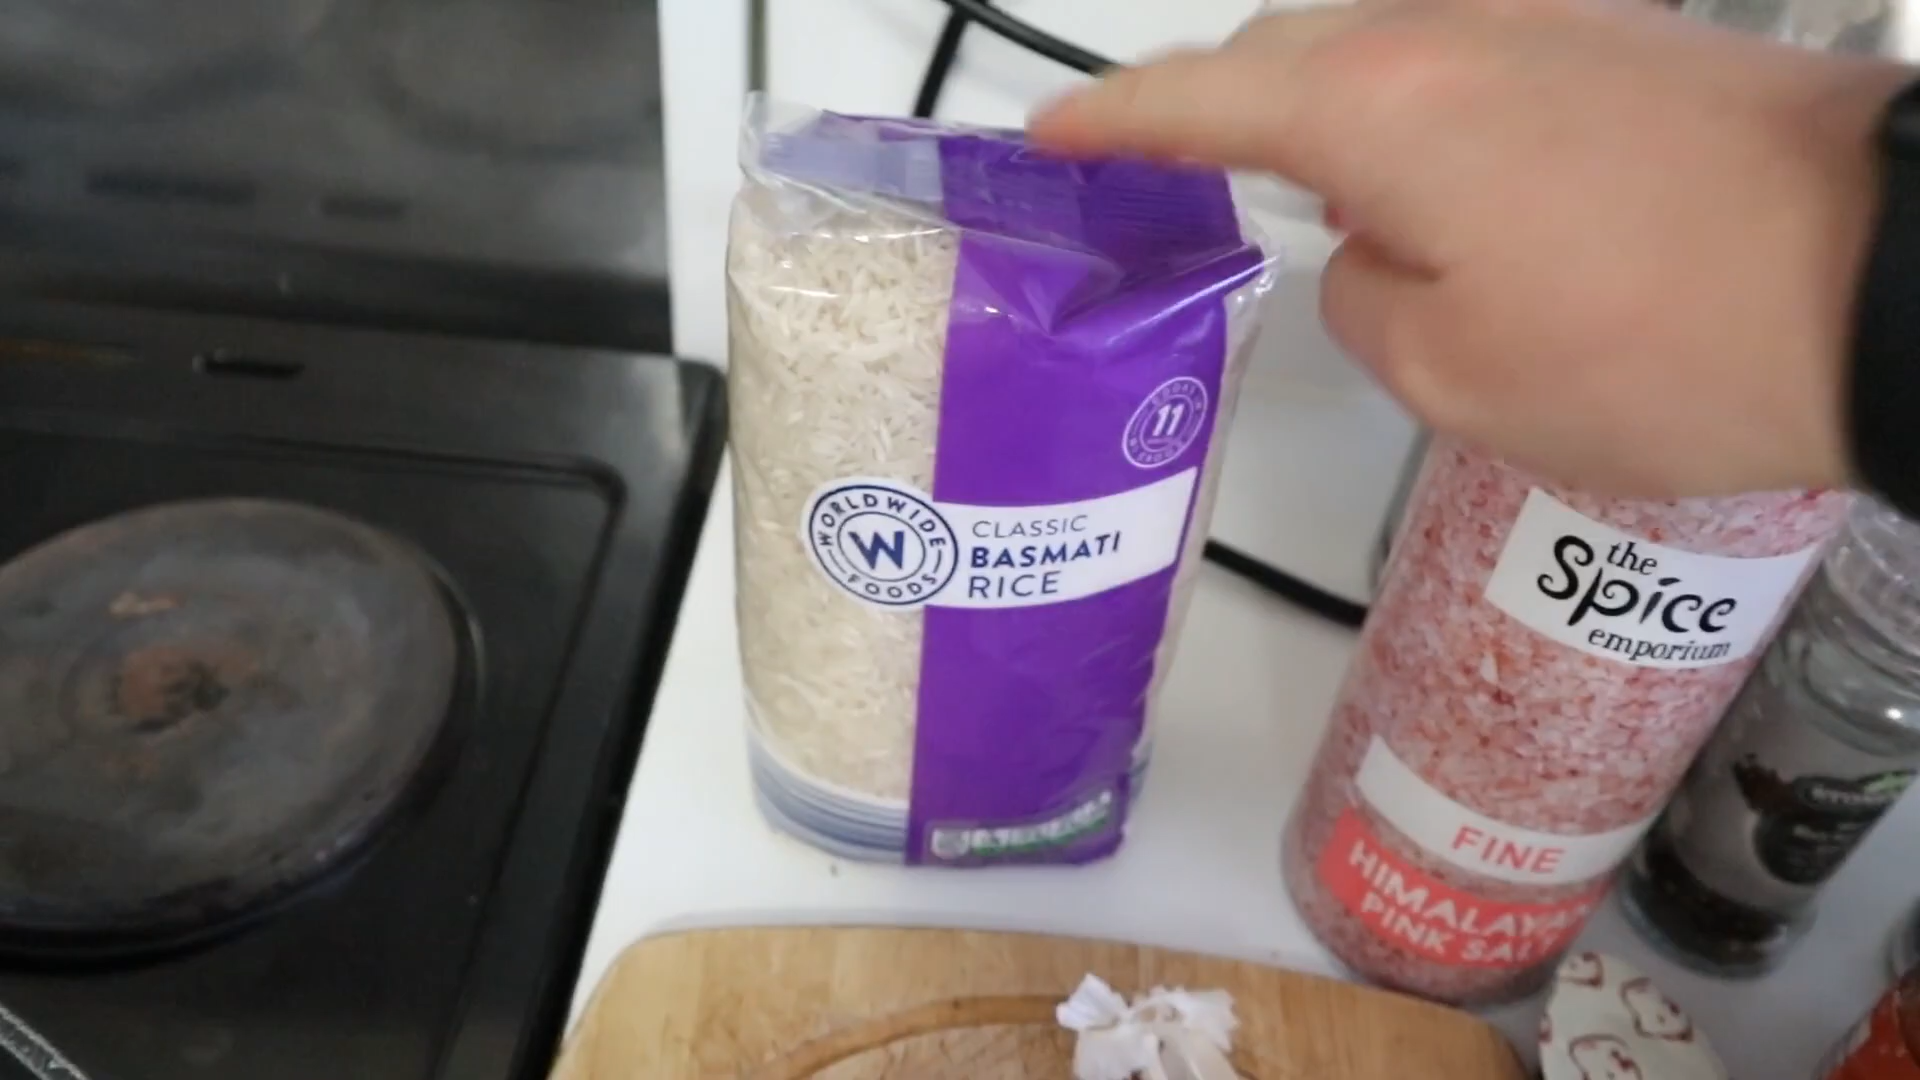 11
WORLDWIDE
W
FOODS
CLASSIC
BASMATI
RICE
the
Spice
emporium
FINE
HIMALAYAN
PINK SALT